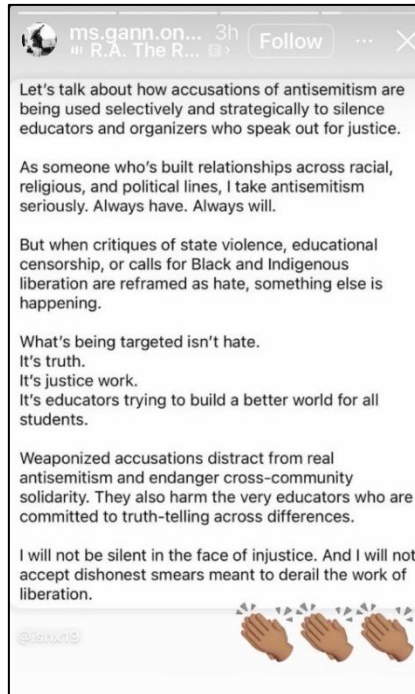 ms.gann.on... 3h
Follow ...
R.A. The R...
Let's talk about how accusations of antisemitism are
being used selectively and strategically to silence
educators and organizers who speak out for justice.
As someone who's built relationships across racial,
religious, and political lines, I take antisemitism
seriously. Always have. Always will.
But when critiques of state violence, educational
censorship, or calls for Black and Indigenous
liberation are reframed as hate, something else is
happening.
What's being targeted isn't hate.
It's truth.
It's justice work.
It's educators trying to build a better world for all
students.
Weaponized accusations distract from real
antisemitism and endanger cross-community
solidarity. They also harm the very educators who are
committed to truth-telling across differences.
I will not be silent in the face of injustice. And I will not
accept dishonest smears meant to derail the work of
liberation.